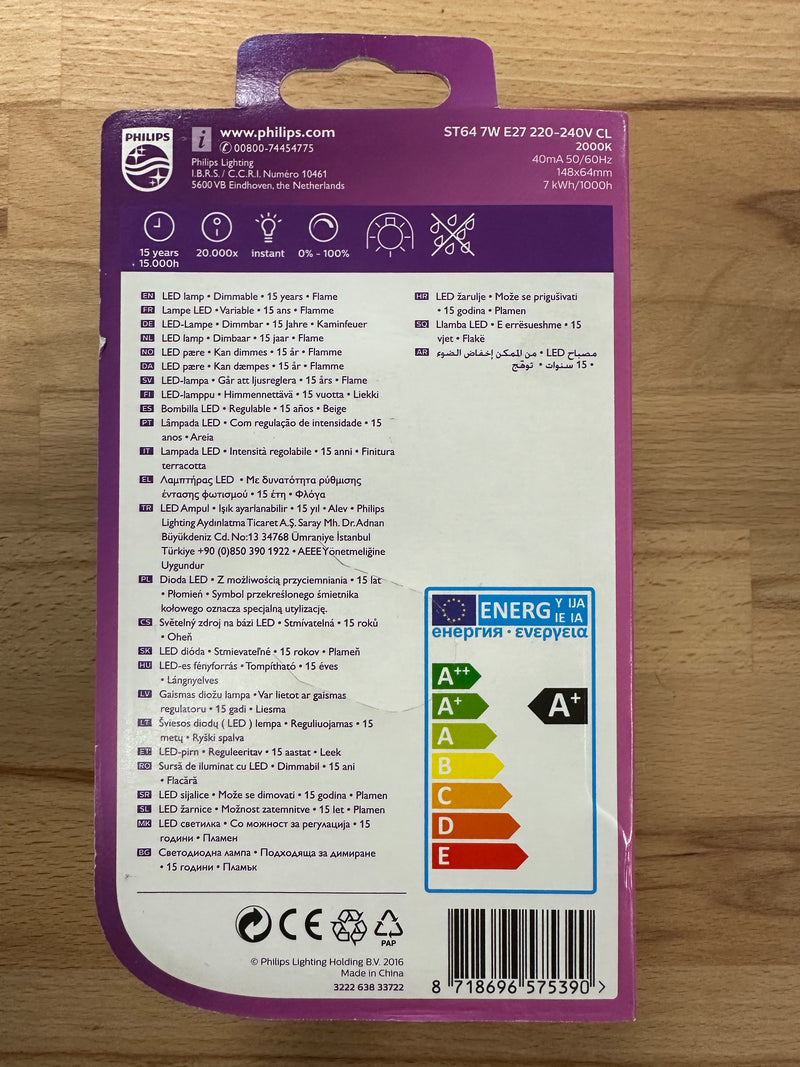 PHILIPS
i
www.philips.com
✆ 00800-74454775
Philips Lighting
I.B.R.S./ C.C.R.I. Numéro 10461
5600 VB Eindhoven, the Netherlands
ST64 7W E27 220-240V CL
2000K
40mA 50/60Hz
148x64mm
7 kWh/1000h
15 years
15.000h
20.000x
instant
0% - 100%
EN LED lamp • Dimmable • 15 years • Flame
FR Lampe LED • Variable • 15 ans • Flamme
DE LED-Lampe • Dimmbar • 15 Jahre • Kaminfeuer
NL LED lamp • Dimbaar • 15 jaar • Flame
NO LED pære • Kan dimmes • 15 år • Flamme
DA LED pære • Kan dæmpes • 15 år • Flamme
SV LED-lampa • Går att ljusreglera • 15 års • Flame
FI LED-lamppu • Himmennettävä • 15 vuotta • Liekki
ES Bombilla LED • Regulable • 15 años • Beige
PT Lâmpada LED • Com regulação de intensidade • 15
anos • Areia
IT Lampada LED • Intensità regolabile • 15 anni • Finitura
terracotta
EL Λαμπτήρας LED • Με δυνατότητα ρύθμισης
έντασης φωτισμού • 15 έτη • Φλόγα
TR LED Ampul • Işık ayarlanabilir • 15 yıl • Alev • Philips
Lighting Aydınlatma Ticaret A.Ş. Saray Mh. Dr. Adnan
Büyükdeniz Cd. No:13 34768 Ümraniye İstanbul
Türkiye +90 (0)850 390 1922 • AEEE Yönetmeliğine
Uygundur
PL Dioda LED • Z możliwością przyciemniania • 15 lat
• Płomień • Symbol przekreślonego śmietnika
kołowego oznacza specjalną utylizację.
CS Světelný zdroj na bázi LED • Stmívatelná • 15 roků
• Oheň
SK LED dióda • Stmievateľné • 15 rokov • Plameň
HU LED-es fényforrás • Tompítható • 15 éves
• Lángnyelves
LV Gaismas diožu lampa • Var lietot ar gaismas
regulatoru • 15 gadi • Liesma
LT Šviesos diodų ( LED ) lempa • Reguliuojamas • 15
metų • Ryški spalva
ET LED-pirn • Reguleeritav • 15 aastat • Leek
RO Sursă de iluminat cu LED • Dimmabil • 15 ani
• Flacără
SR LED sijalice • Može se dimovati • 15 godina • Plamen
SL LED žarnice • Možnost zatemnitve • 15 let • Plamen
MK LED светилка • Со можност за регулација • 15
години • Пламен
BG Светодиодна лампа • Подходяща за димиране
• 15 години • Пламък
HR LED žarulje • Može se prigušivati
• 15 godina • Plamen
SQ Llamba LED • E errësueshme • 15
vjet • Flakë
AR مصباح LED • من الممكن إخفاض الضوء
• 15 سنوات • توهّج
ENERG Y IJA
IE IA
енергия • ενεργεια
A++
A+
A
B
C
D
E
A+
CE
PAP
© Philips Lighting Holding B.V. 2016
Made in China
3222 638 33722
8 718696 575390 >